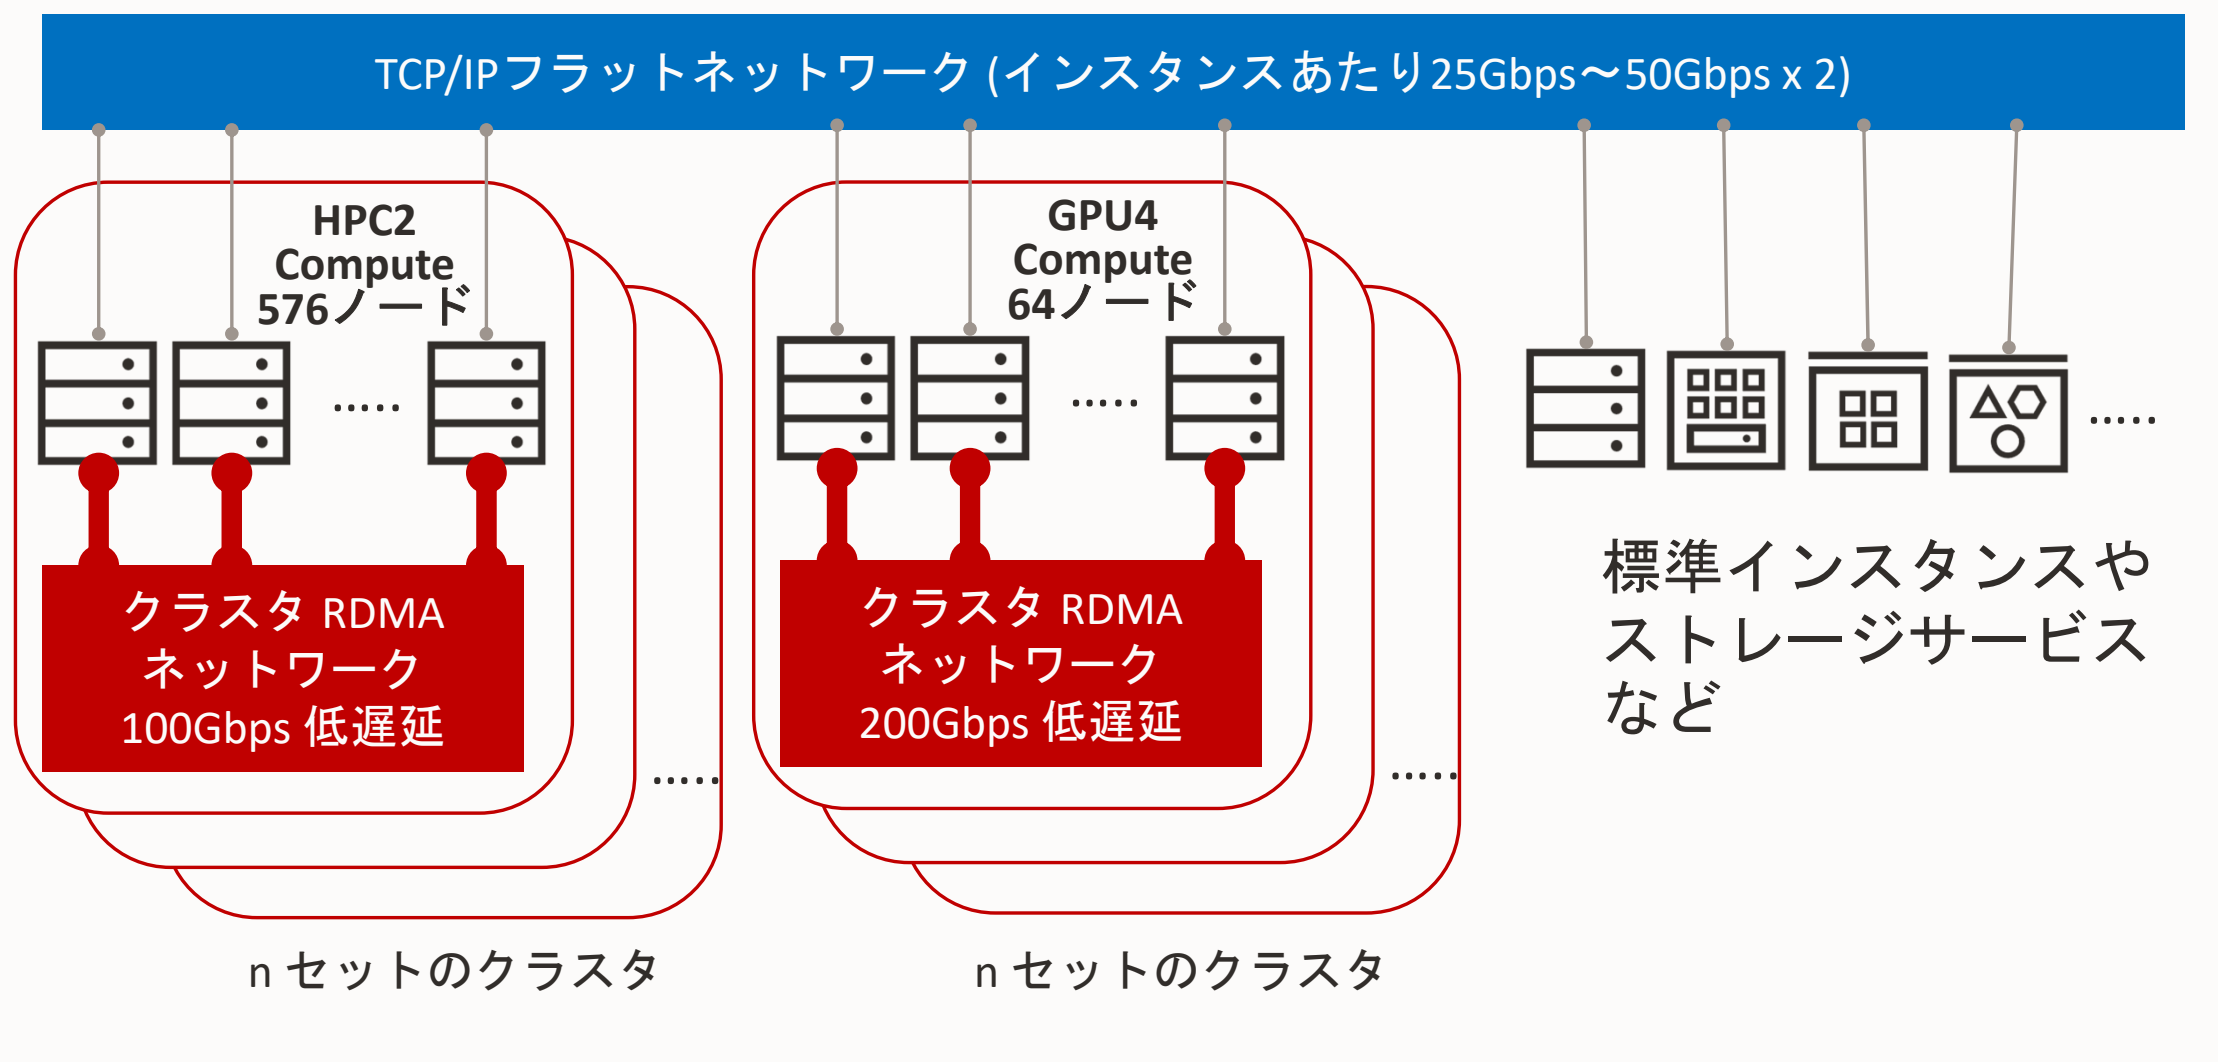 TCP/IPフラットネットワーク (インスタンスあたり25Gbps～50Gbps x 2)
HPC2
Compute
576ノード
.....
クラスタ RDMA
ネットワーク
100Gbps 低遅延
.....
n セットのクラスタ
GPU4
Compute
64ノード
.....
クラスタ RDMA
ネットワーク
200Gbps 低遅延
.....
n セットのクラスタ
.....
標準インスタンスや
ストレージサービス
など